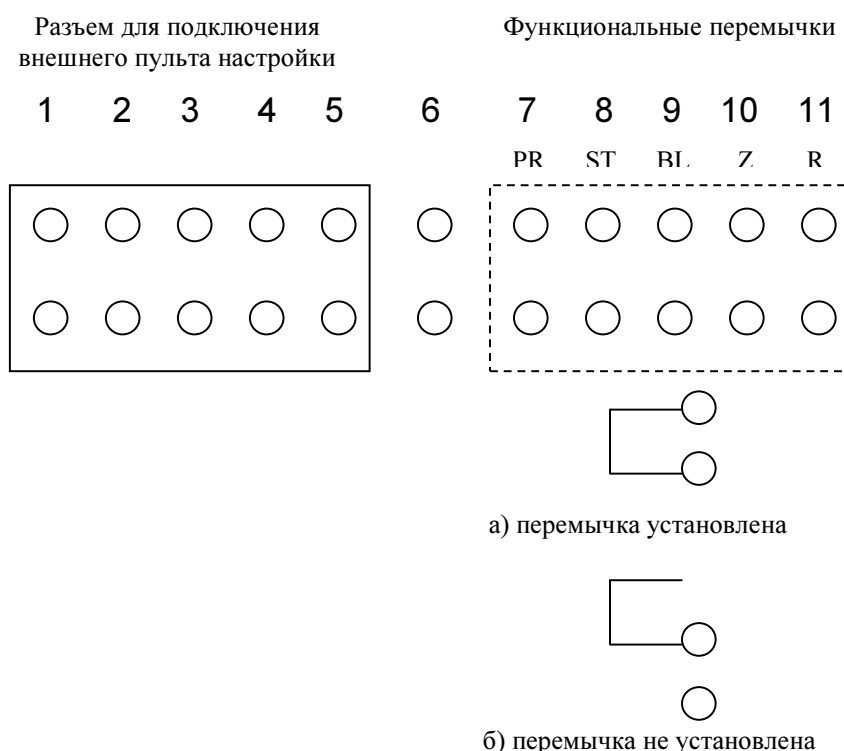 Разъем для подключения
внешнего пульта настройки
Функциональные перемычки
1 2 3 4 5 6 7 8 9 10 11
PR ST BL Z R
а) перемычка установлена
б) перемычка не установлена